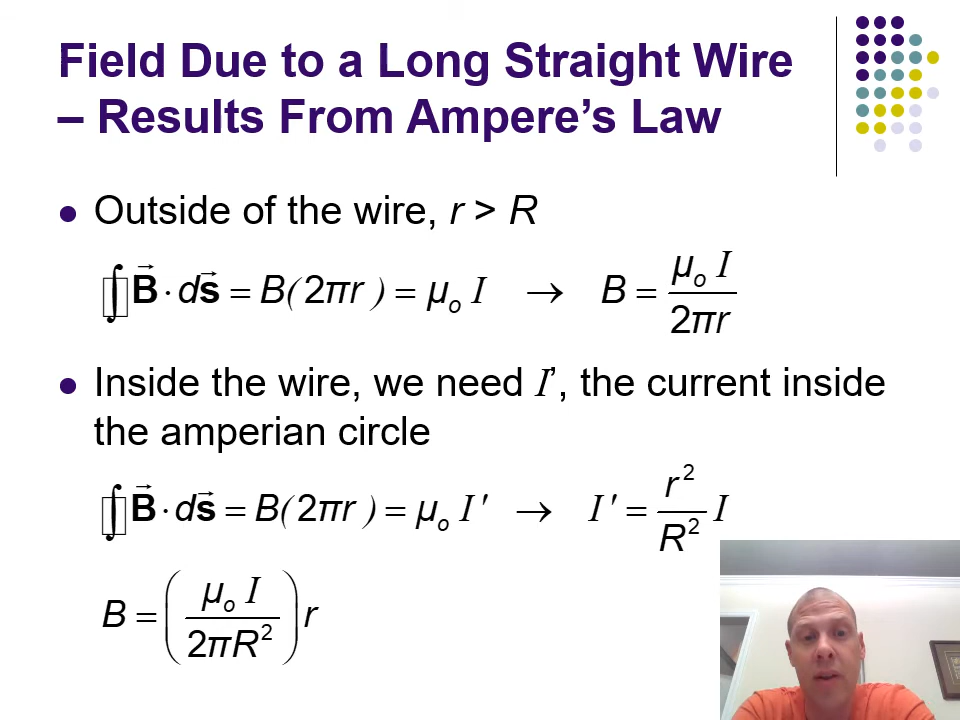 Field Due to a Long Straight Wire
– Results From Ampere’s Law
Outside of the wire, r > R
∮ B⃗ · ds⃗ = B(2πr) = μₒ I → B = μₒ I / 2πr
Inside the wire, we need I’, the current inside
the amperian circle
∮ B⃗ · ds⃗ = B(2πr) = μₒ I ' → I ' = r² / R² I
B = (μₒ I / 2πR²) r